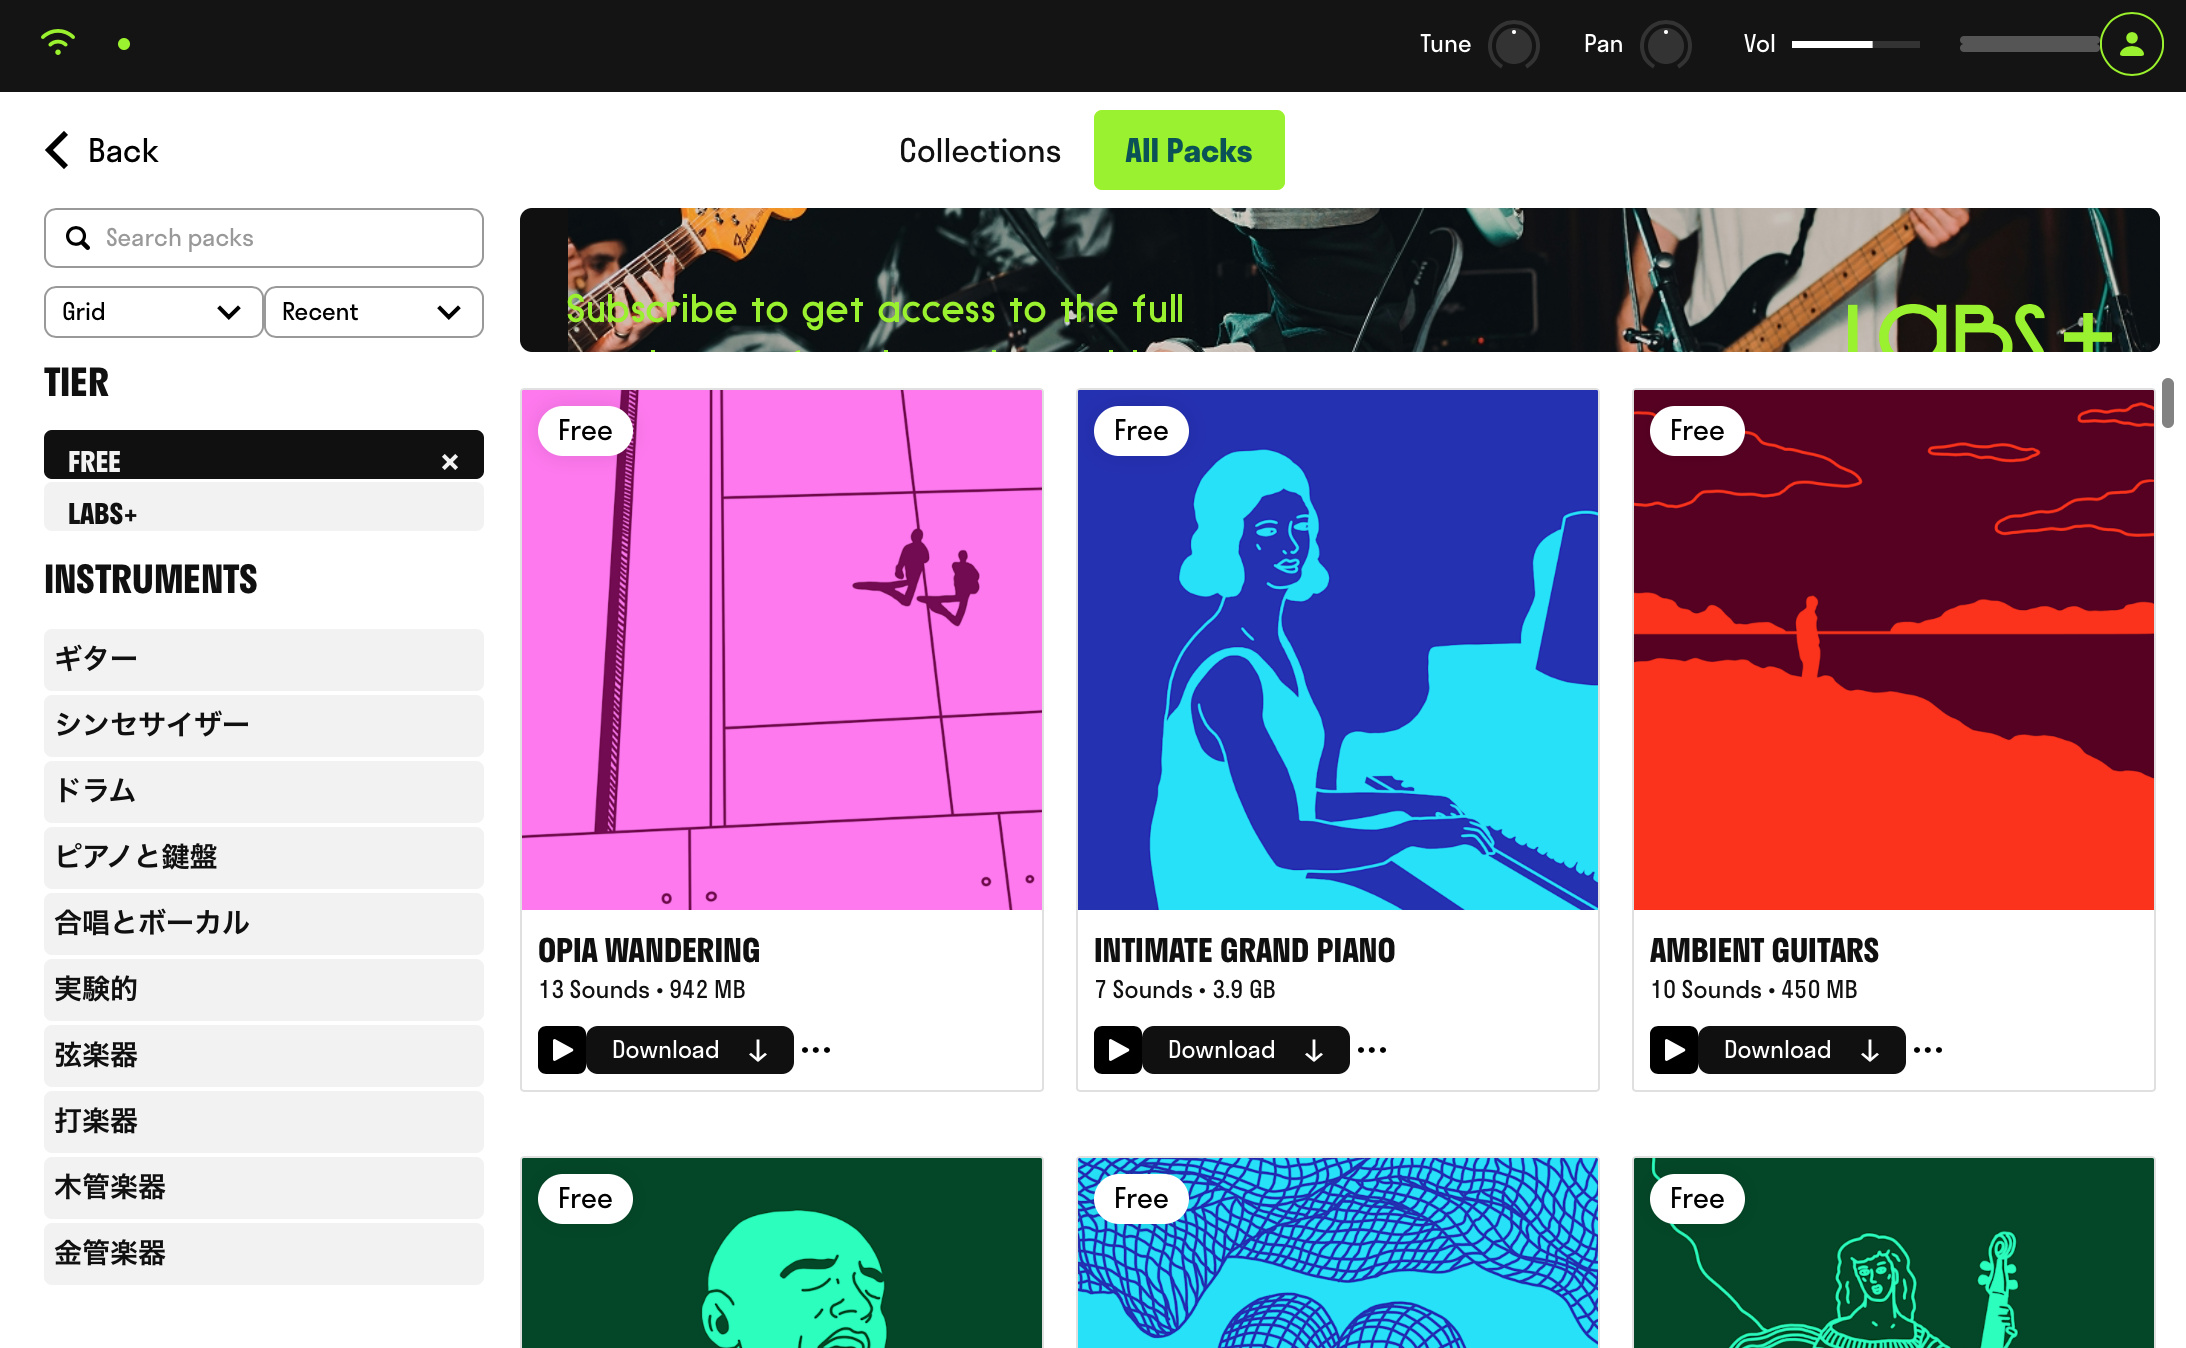 Tune
Pan
Vol
Back
Collections
All Packs
Search packs
Grid
Recent
Subscribe to get access to the full
LABS+
TIER
FREE
LABS+
INSTRUMENTS
ギター
シンセサイザー
ドラム
ピアノと鍵盤
合唱とボーカル
実験的
弦楽器
打楽器
木管楽器
金管楽器
Free
Free
Free
OPIA WANDERING
13 Sounds • 942 MB
Download
INTIMATE GRAND PIANO
7 Sounds • 3.9 GB
Download
AMBIENT GUITARS
10 Sounds • 450 MB
Download
Free
Free
Free